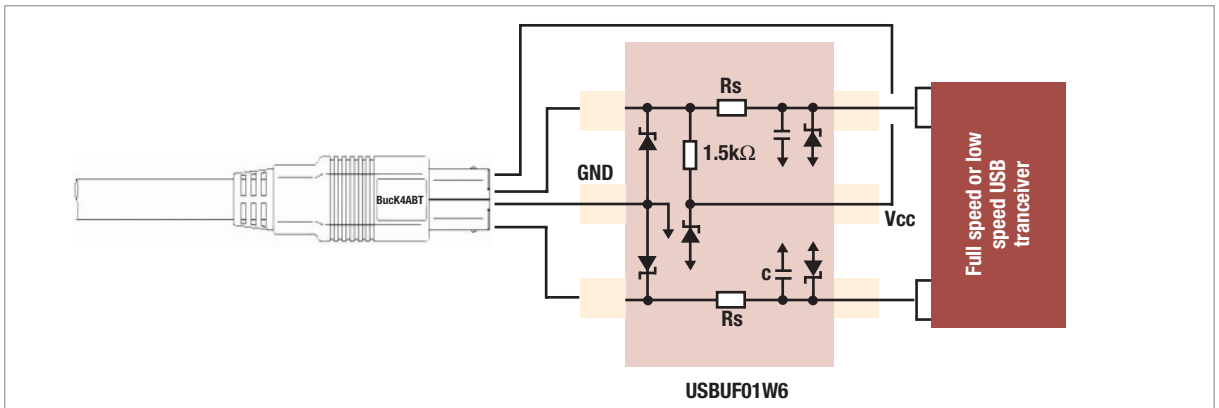 Rs
1.5kΩ
GND
BucK4ABT
Vcc
c
Rs
USBUF01W6
Full speed or low
speed USB
tranceiver